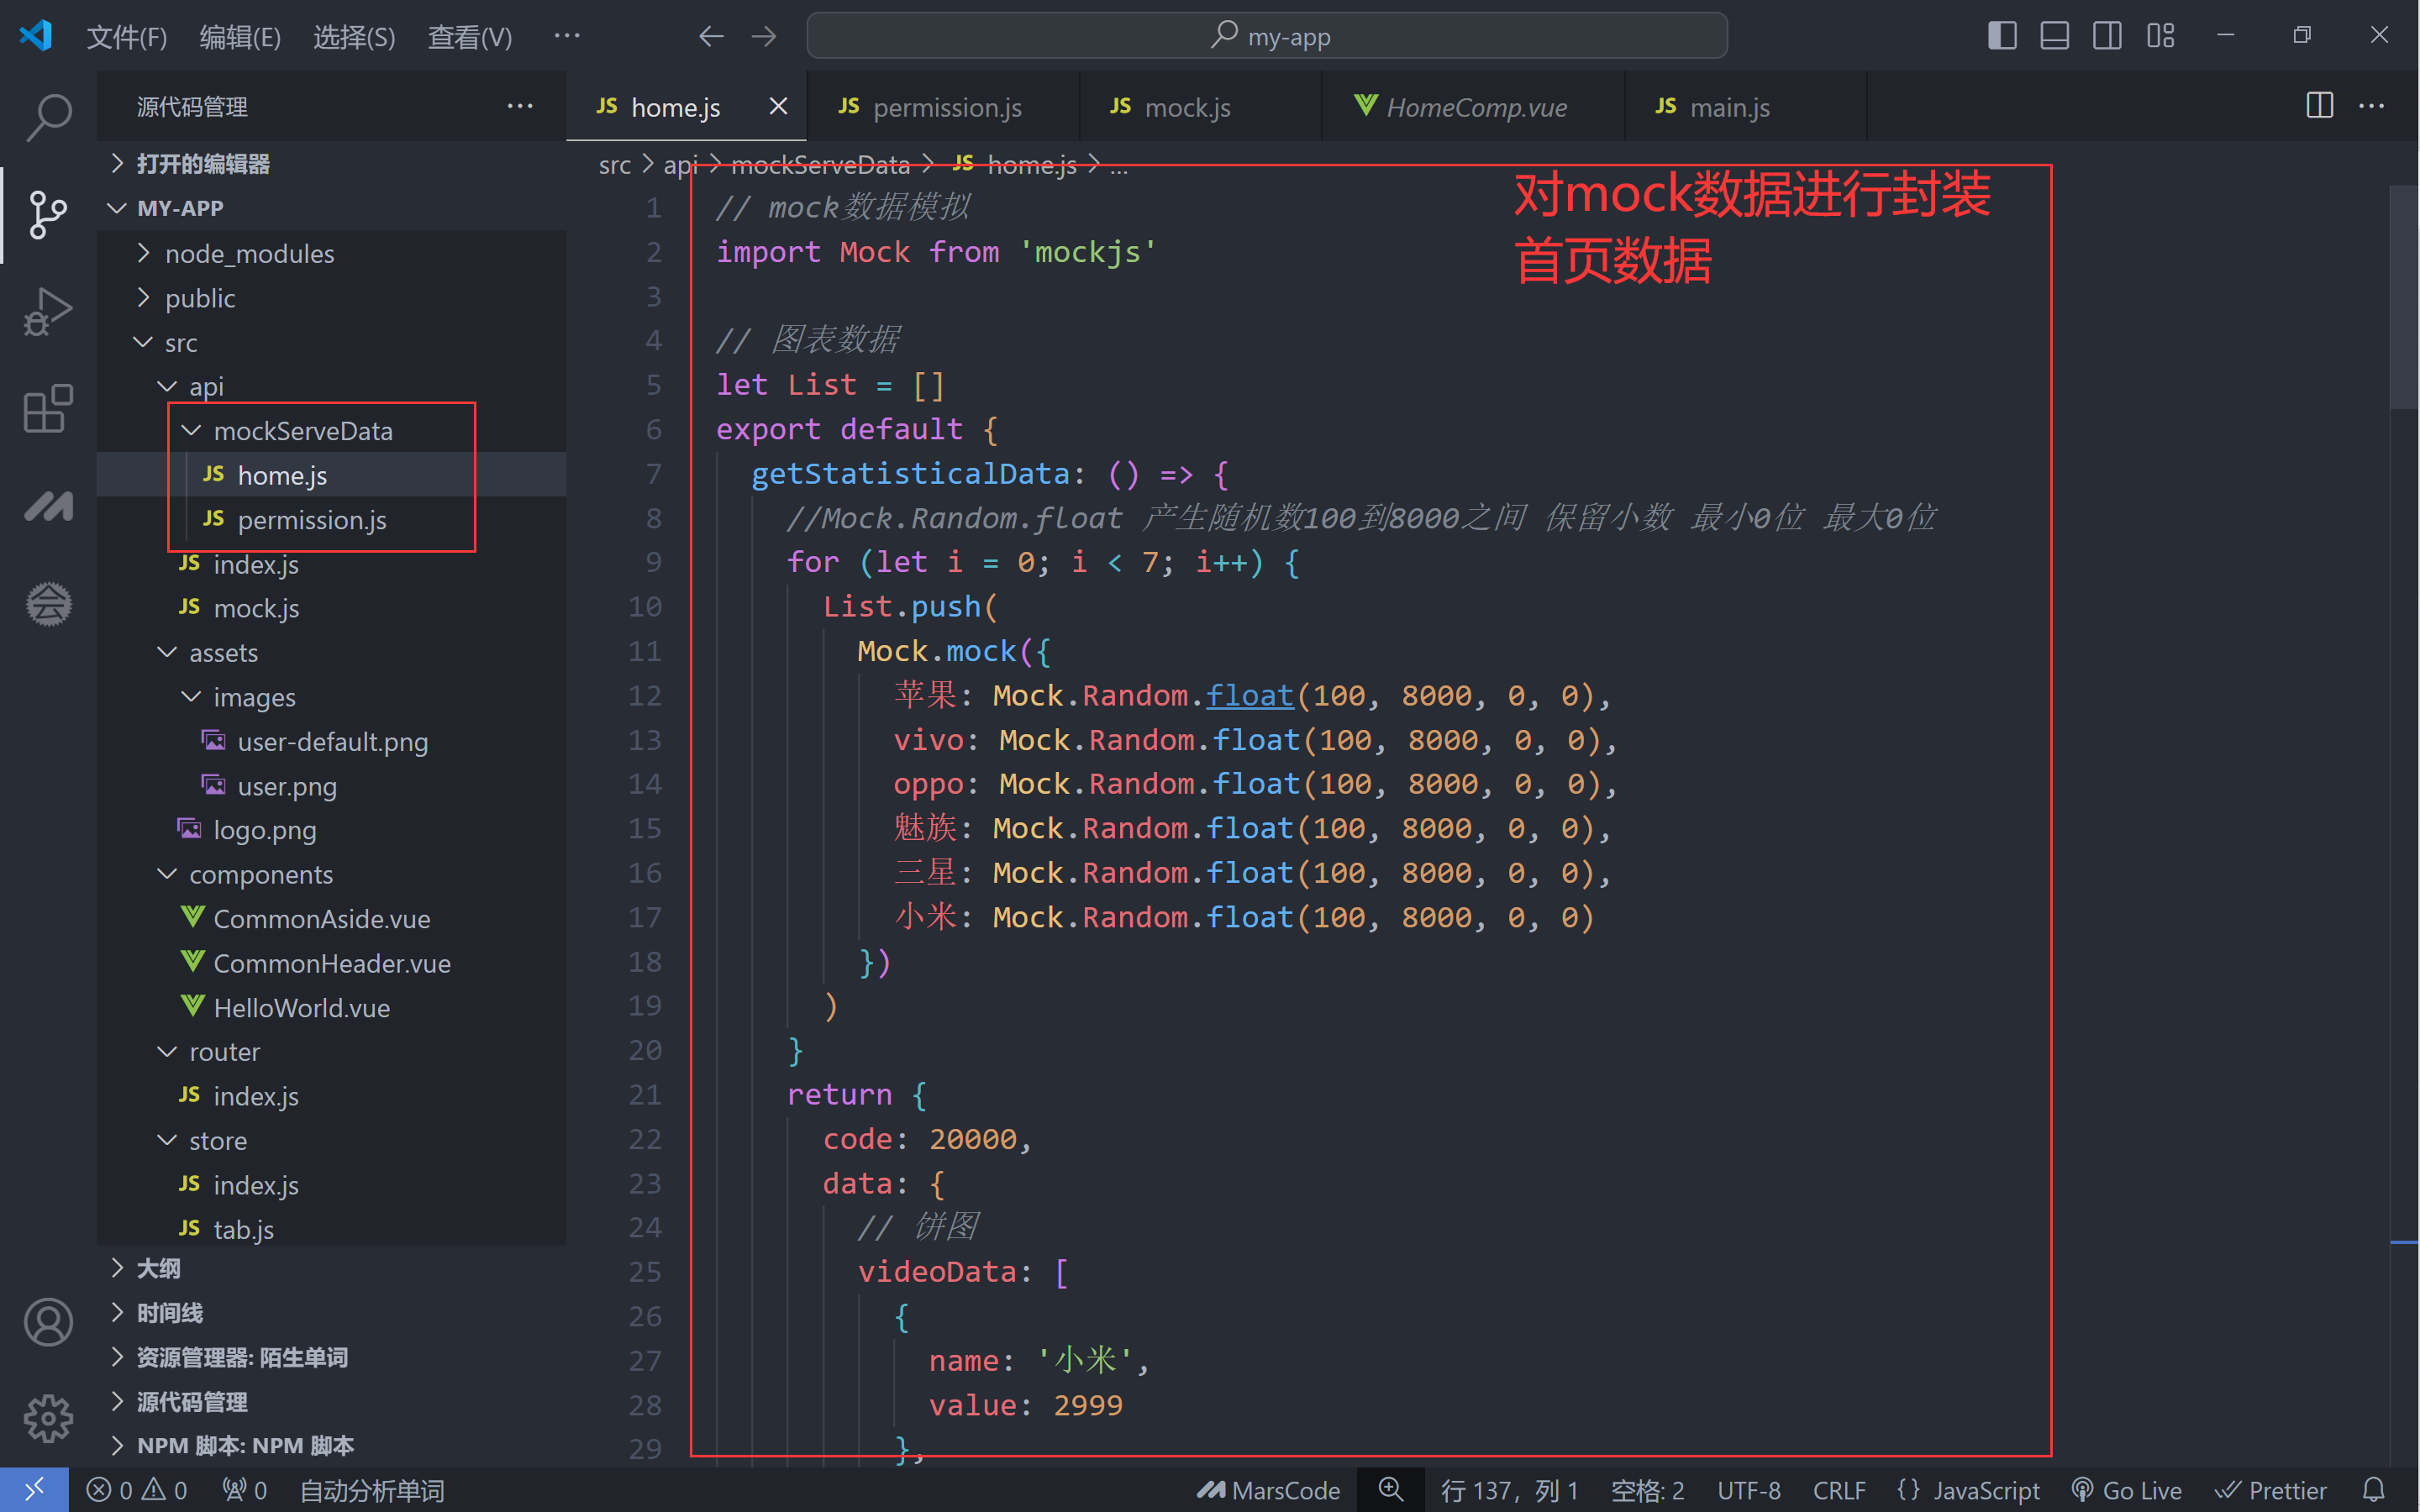 文件(F) 编辑(E) 选择(S) 查看(V) ··· my-app
源代码管理 ···
JS home.js JS permission.js JS mock.js HomeComp.vue JS main.js ···
打开的编辑器
MY-APP
node_modules
public
src
api
mockServeData
JS home.js
JS permission.js
JS index.js
JS mock.js
assets
images
user-default.png
user.png
logo.png
components
CommonAside.vue
CommonHeader.vue
HelloWorld.vue
router
JS index.js
store
JS index.js
JS tab.js
大纲
时间线
资源管理器: 陌生单词
源代码管理
NPM 脚本: NPM 脚本
会
src > api > mockServeData > JS home.js > ...
对mock数据进行封装
首页数据
1 // mock数据模拟
2 import Mock from 'mockjs'
3
4 // 图表数据
5 let List = []
6 export default {
7 getStatisticalData: () => {
8 //Mock.Random.float 产生随机数100到8000之间 保留小数 最小0位 最大0位
9 for (let i = 0; i < 7; i++) {
10 List.push(
11 Mock.mock({
12 苹果: Mock.Random.float(100, 8000, 0, 0),
13 vivo: Mock.Random.float(100, 8000, 0, 0),
14 oppo: Mock.Random.float(100, 8000, 0, 0),
15 魅族: Mock.Random.float(100, 8000, 0, 0),
16 三星: Mock.Random.float(100, 8000, 0, 0),
17 小米: Mock.Random.float(100, 8000, 0, 0)
18 })
19 )
20 }
21 return {
22 code: 20000,
23 data: {
24 // 饼图
25 videoData: [
26 {
27 name: '小米',
28 value: 2999
29 },
0 0 0 自动分析单词 MarsCode 行 137，列 1 空格: 2 UTF-8 CRLF {} JavaScript Go Live Prettier